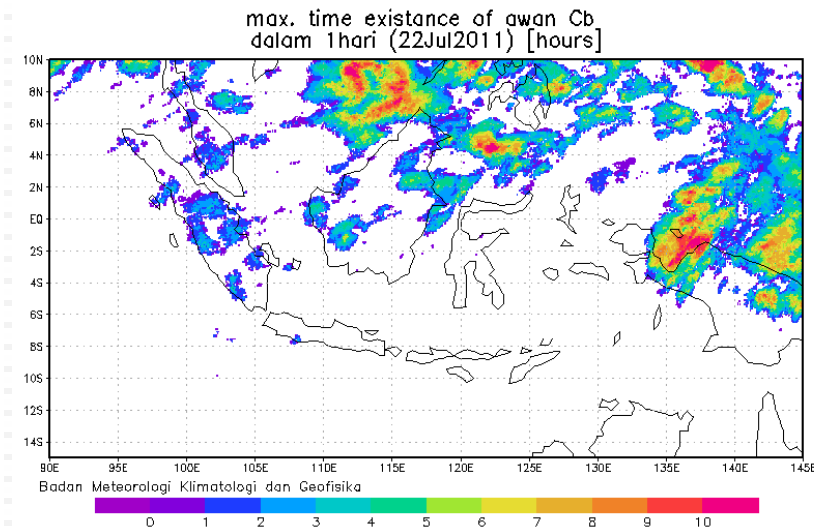 max. time existance of awan Cb
dalam 1hari (22Jul2011) [hours]
10N
8N
6N
4N
2N
EQ
2S
4S
6S
8S
10S
12S
14S
90E 95E 100E 105E 110E 115E 120E 125E 130E 135E 140E 145E
Badan Meteorologi Klimatologi dan Geofisika
0 1 2 3 4 5 6 7 8 9 10